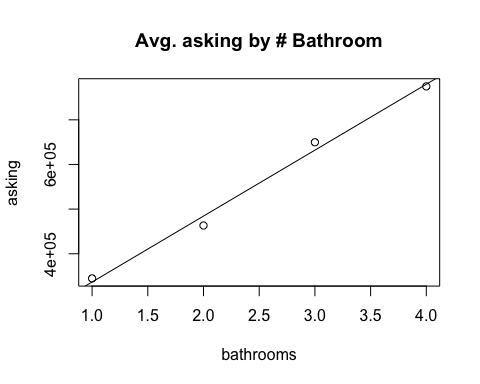 Avg. asking by # Bathroom
asking
6e+05
4e+05
1.0 1.5 2.0 2.5 3.0 3.5 4.0
bathrooms